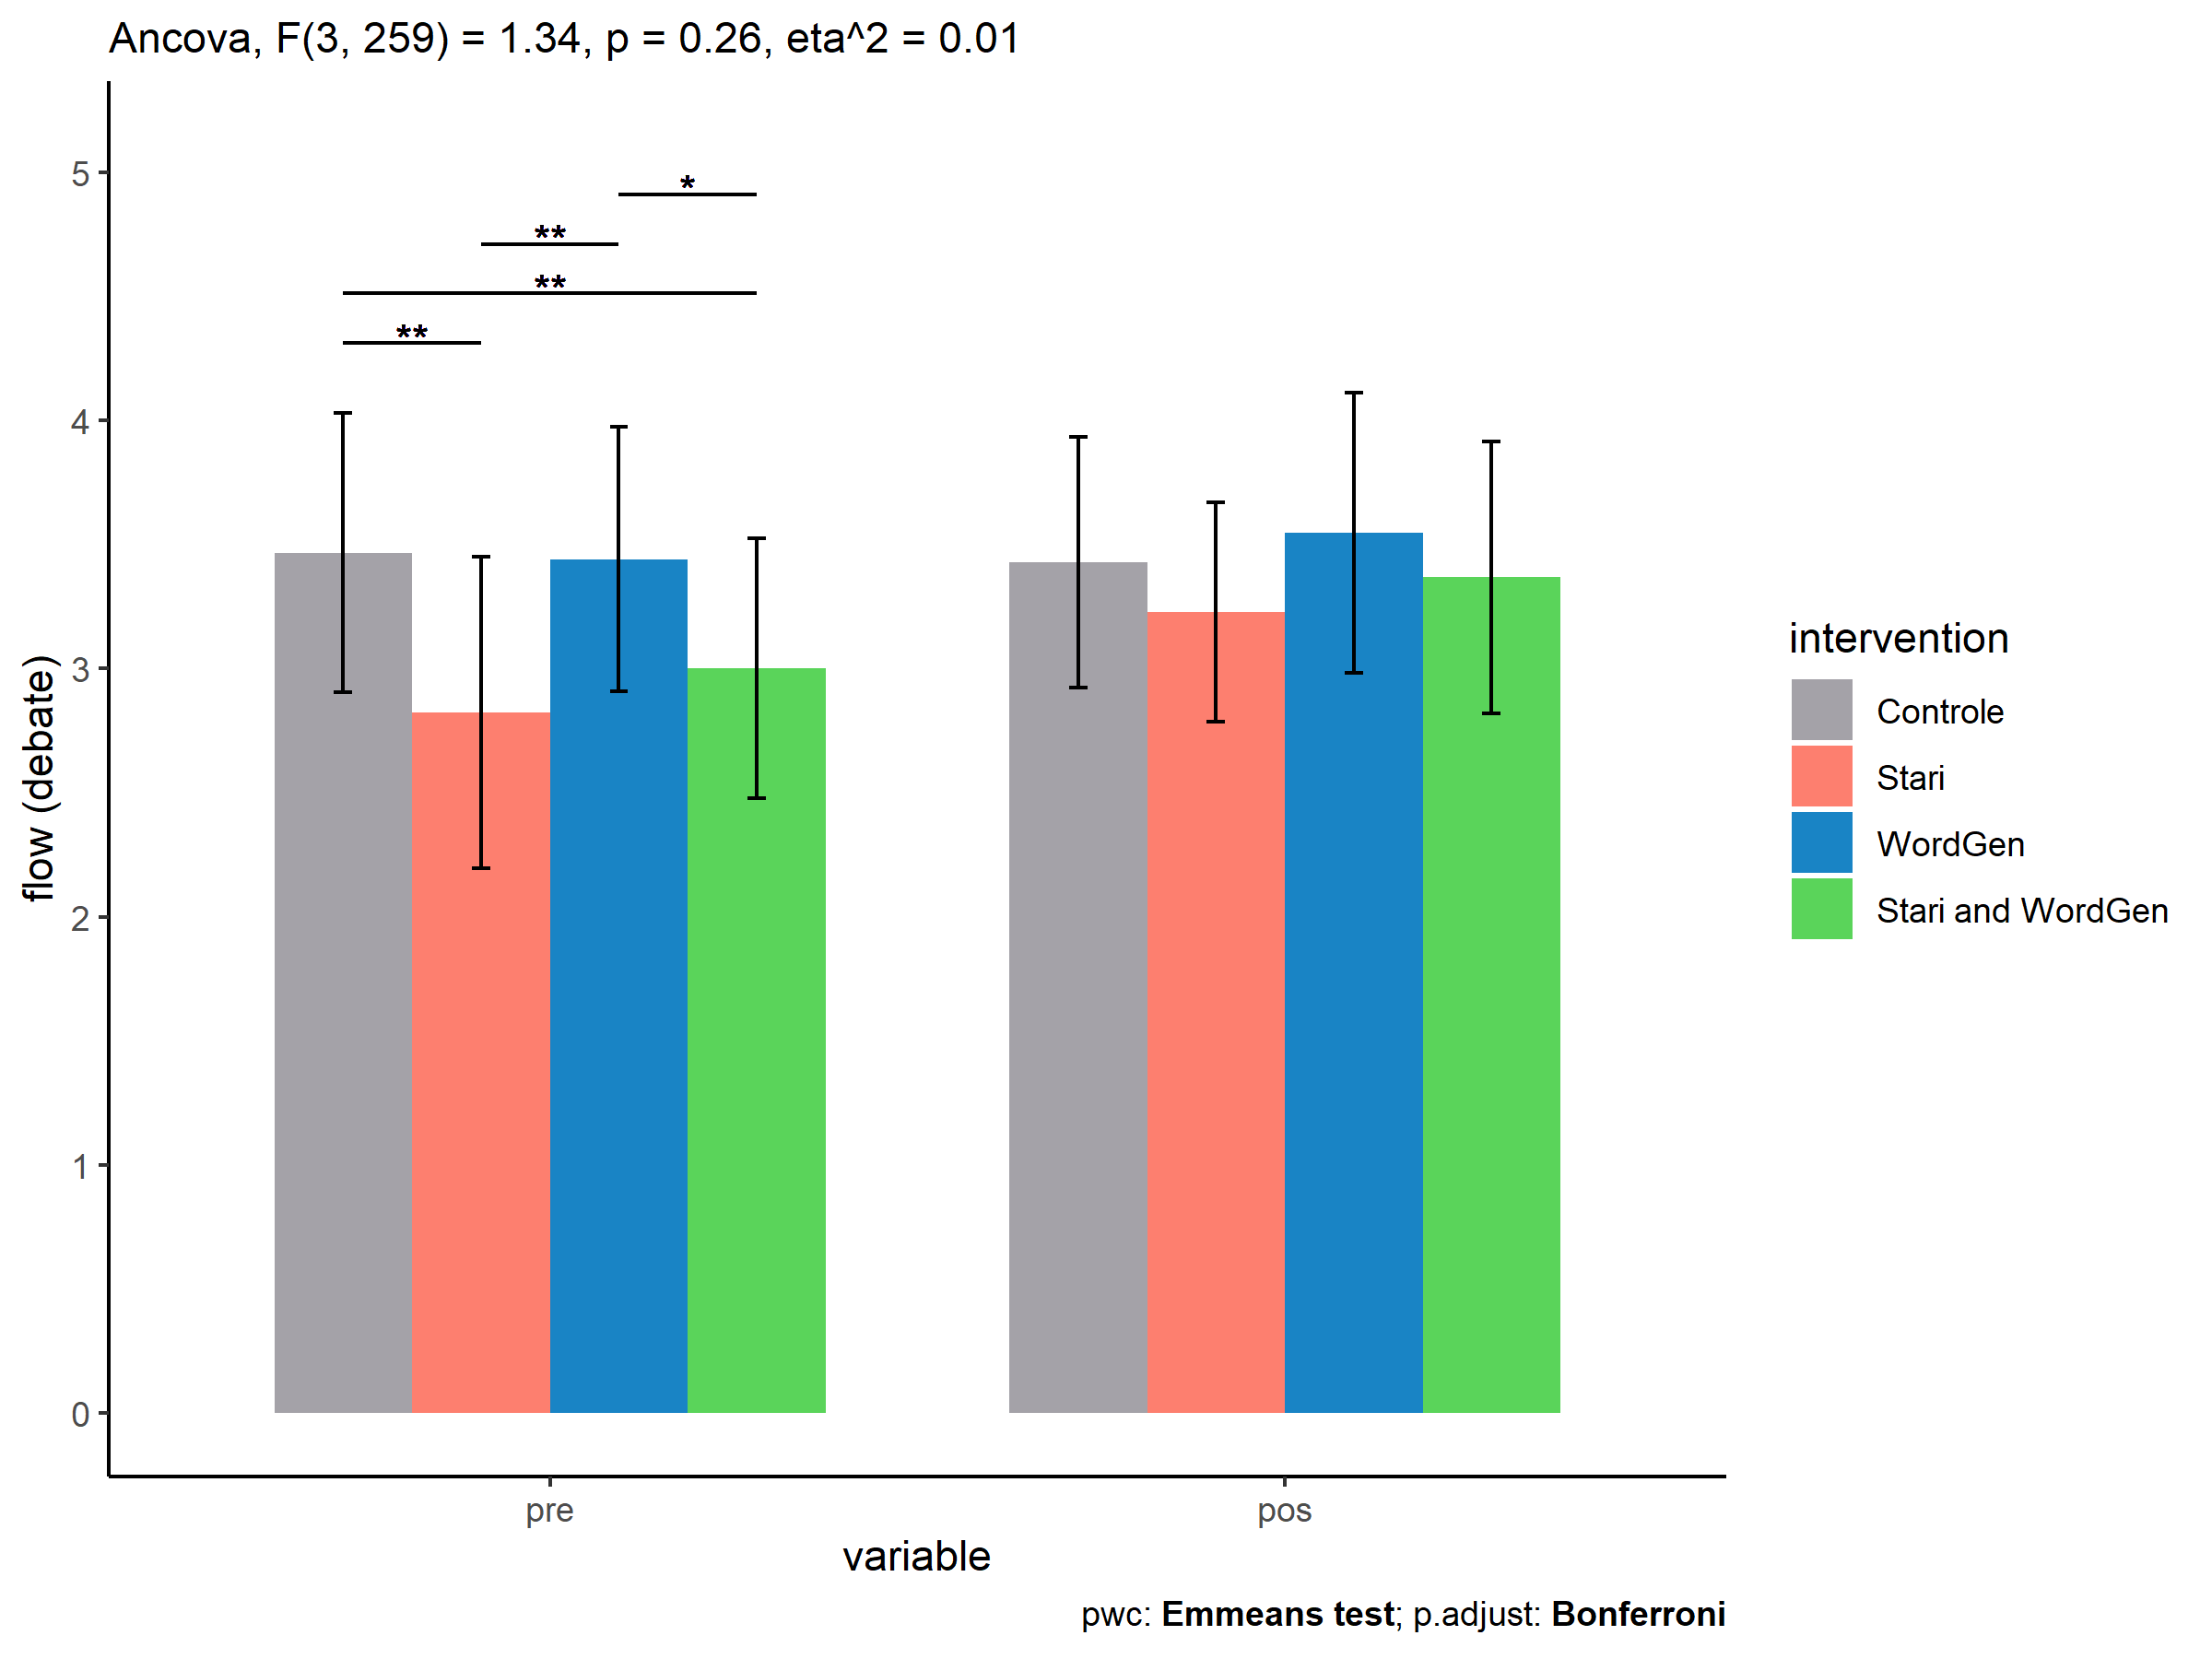 Ancova, F(3, 259) = 1.34, p = 0.26, eta^2 = 0.01
flow (debate)
5
4
3
2
1
0
*
**
**
**
pre
pos
variable
intervention
Controle
Stari
WordGen
Stari and WordGen
pwc: Emmeans test; p.adjust: Bonferroni